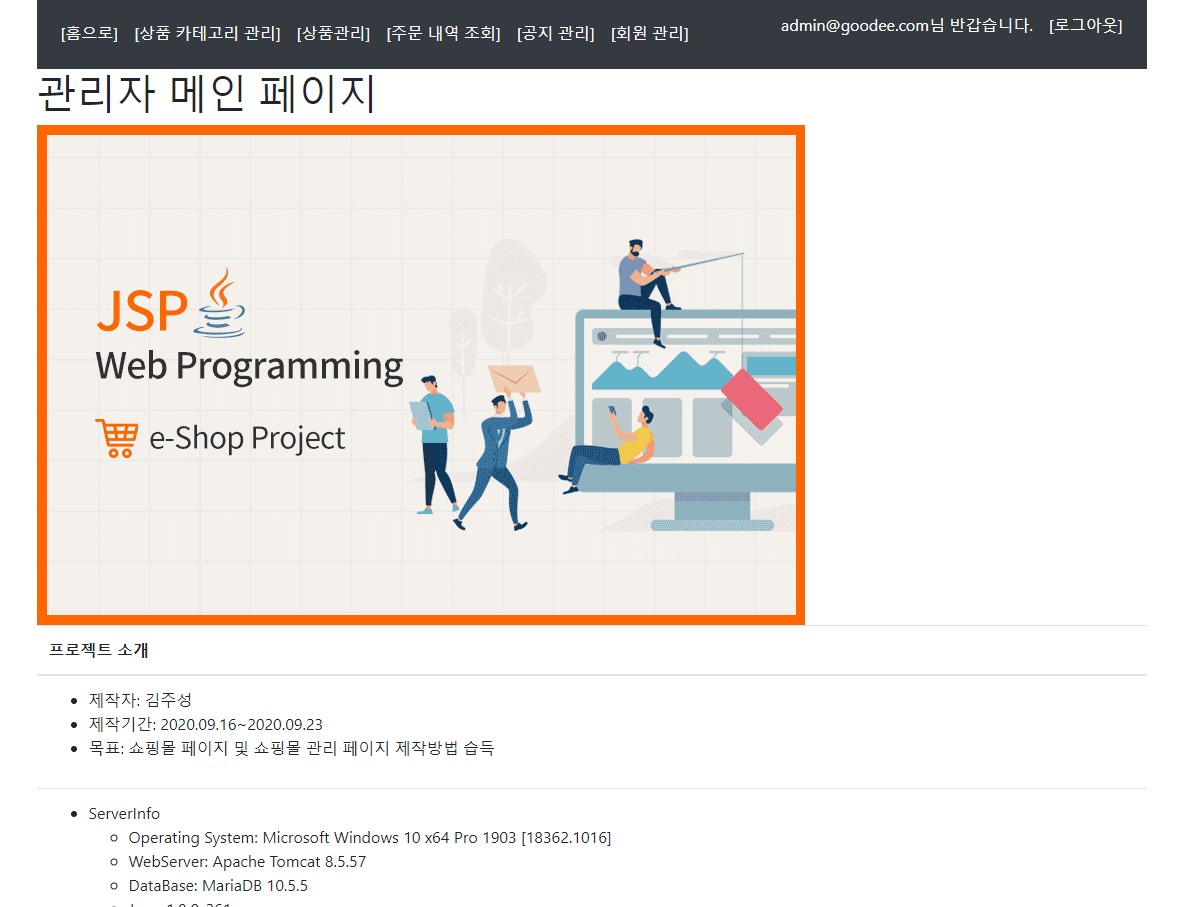 [홈으로] [상품 카테고리 관리] [상품관리] [주문 내역 조회] [공지 관리] [회원 관리] admin@goodee.com님 반갑습니다. [로그아웃]
관리자 메인 페이지
JSP
Web Programming
e-Shop Project
프로젝트 소개
제작자: 김주성
제작기간: 2020.09.16~2020.09.23
목표: 쇼핑몰 페이지 및 쇼핑몰 관리 페이지 제작방법 습득
ServerInfo
Operating System: Microsoft Windows 10 x64 Pro 1903 [18362.1016]
WebServer: Apache Tomcat 8.5.57
DataBase: MariaDB 10.5.5